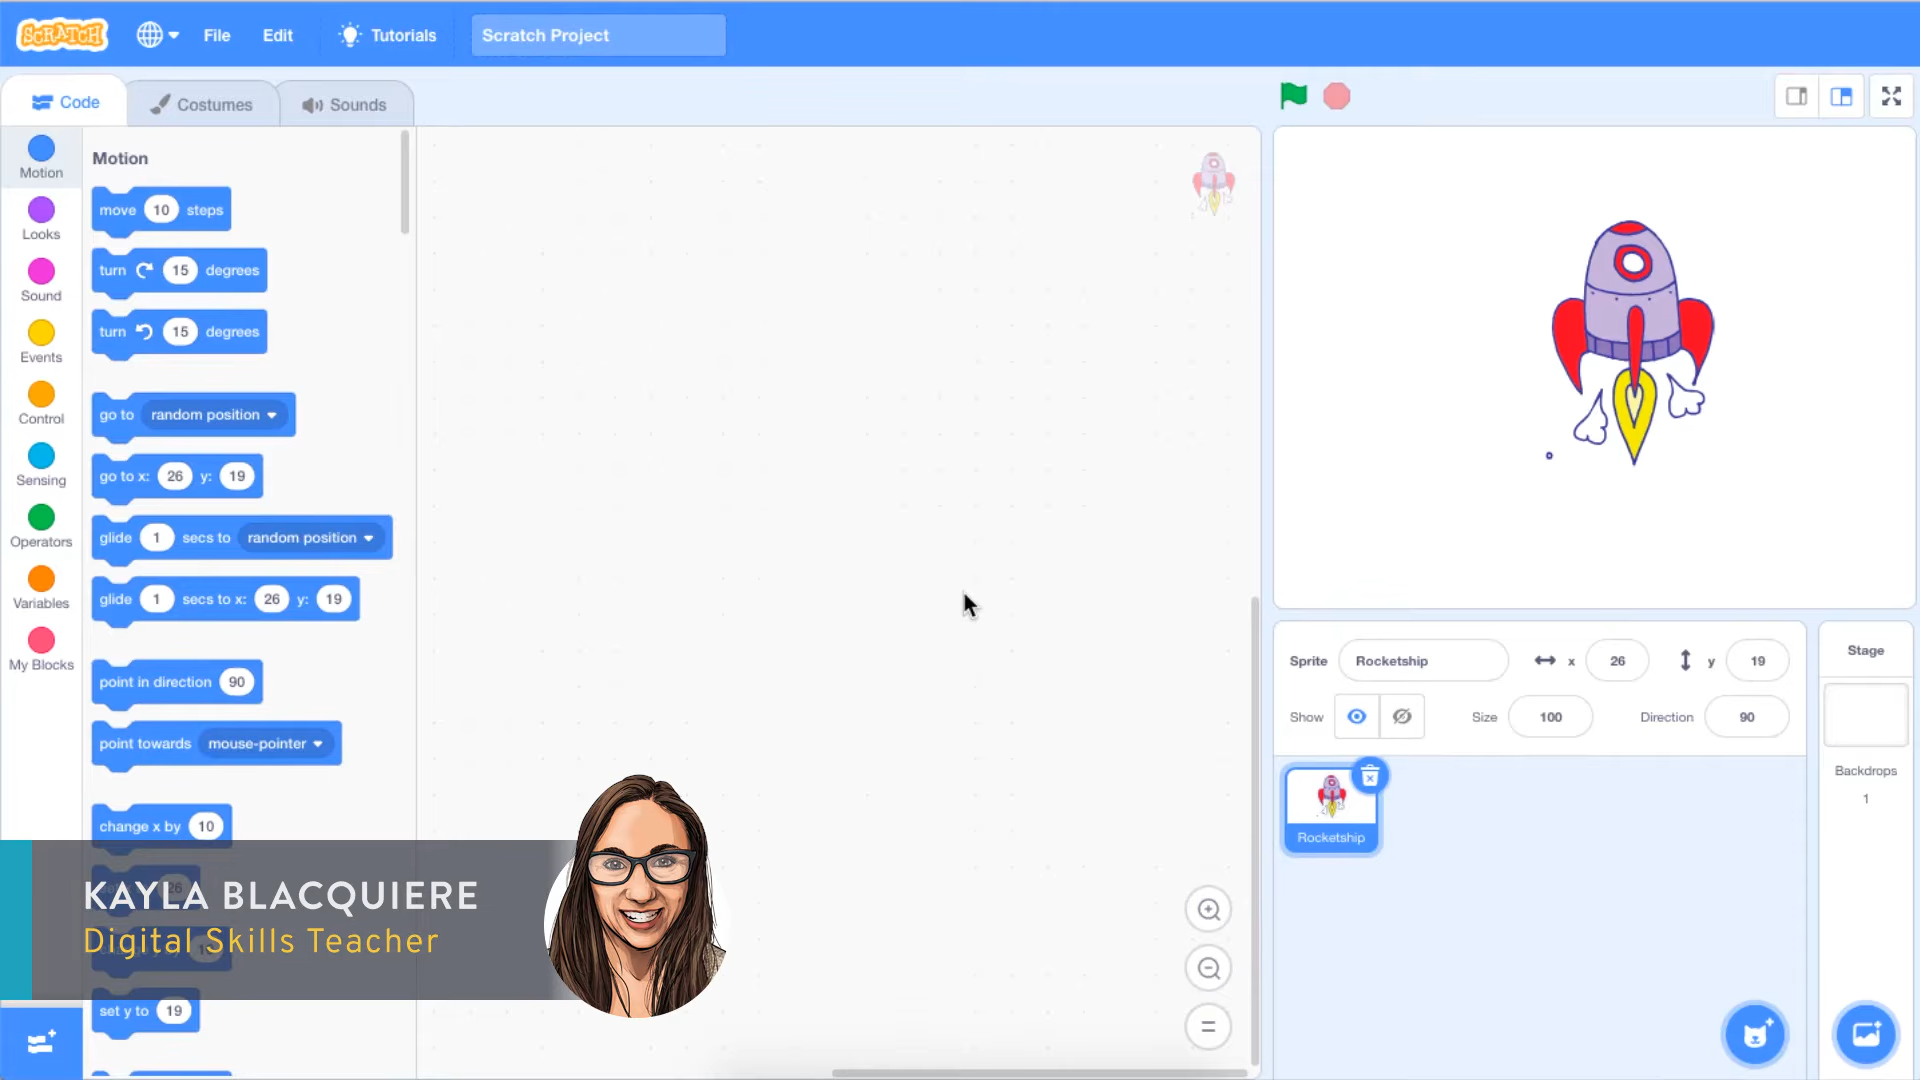 SCRATCH
File
Edit
Tutorials
Scratch Project
Code
Costumes
Sounds
Motion
Looks
Sound
Events
Control
Sensing
Operators
Variables
My Blocks
Motion
move 10 steps
turn 15 degrees
turn 15 degrees
go to random position
go to x: 26 y: 19
glide 1 secs to random position
glide 1 secs to x: 26 y: 19
point in direction 90
point towards mouse-pointer
change x by 10
KAYLA BLACQUIERE
Digital Skills Teacher
set y to 19
Sprite Rocketship x 26 y 19
Show Size 100 Direction 90
Rocketship
Stage
Backdrops
1